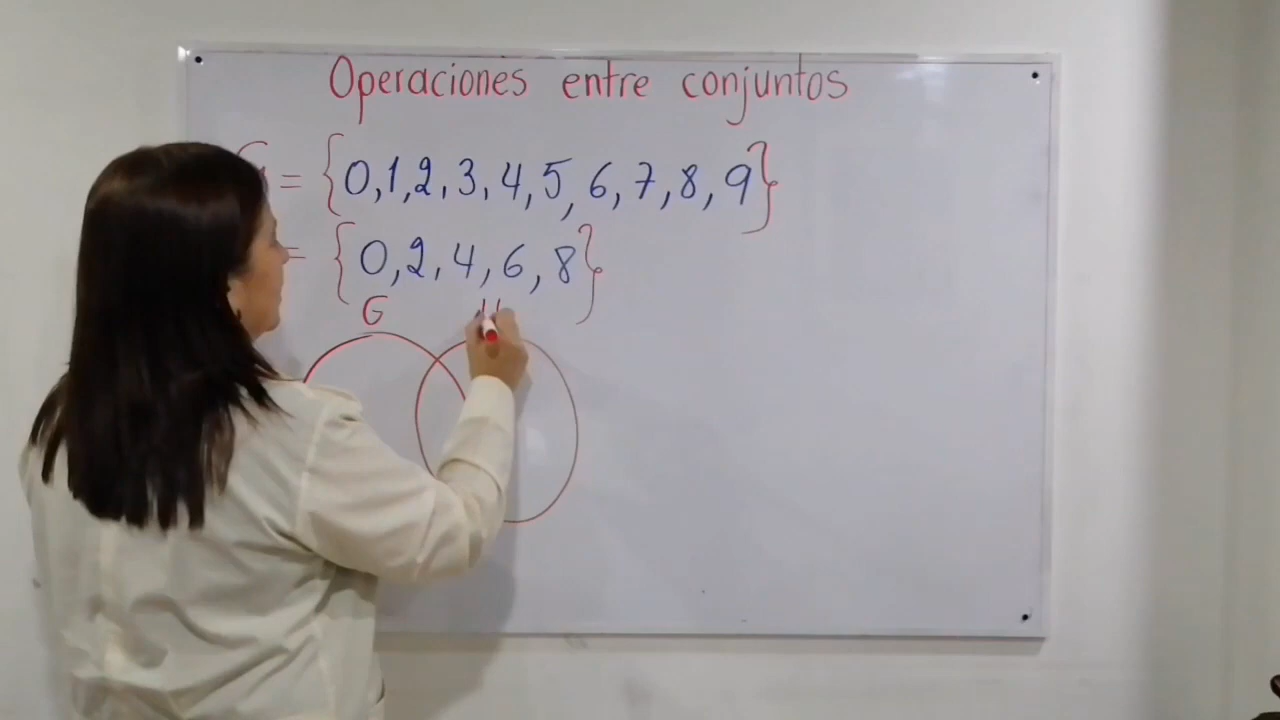 Operaciones entre conjuntos
G = {0,1,2,3,4,5,6,7,8,9}
= {0,2,4,6,8}
G